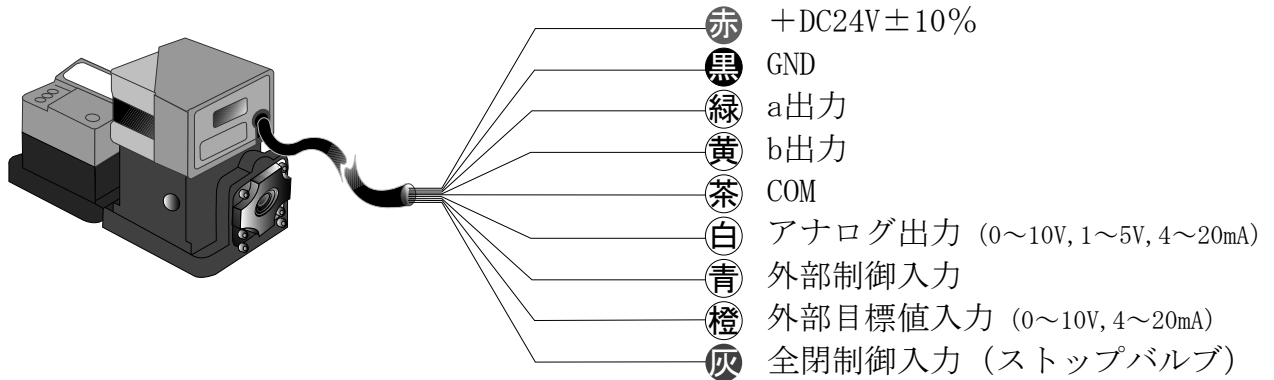 赤 ＋DC24V±10％
黒 GND
緑 a出力
黄 b出力
茶 COM
白 アナログ出力 (0～10V,1～5V,4～20mA)
青 外部制御入力
橙 外部目標値入力 (0～10V,4～20mA)
灰 全閉制御入力（ストップバルブ）